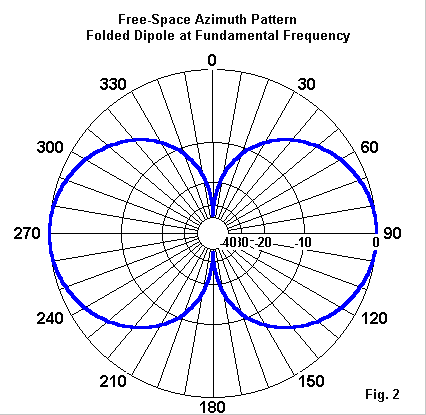 Free-Space Azimuth Pattern
Folded Dipole at Fundamental Frequency
0
330 30
300 60
270 -40 -30 -20 -10 0 90
240 120
210 150
180
Fig. 2